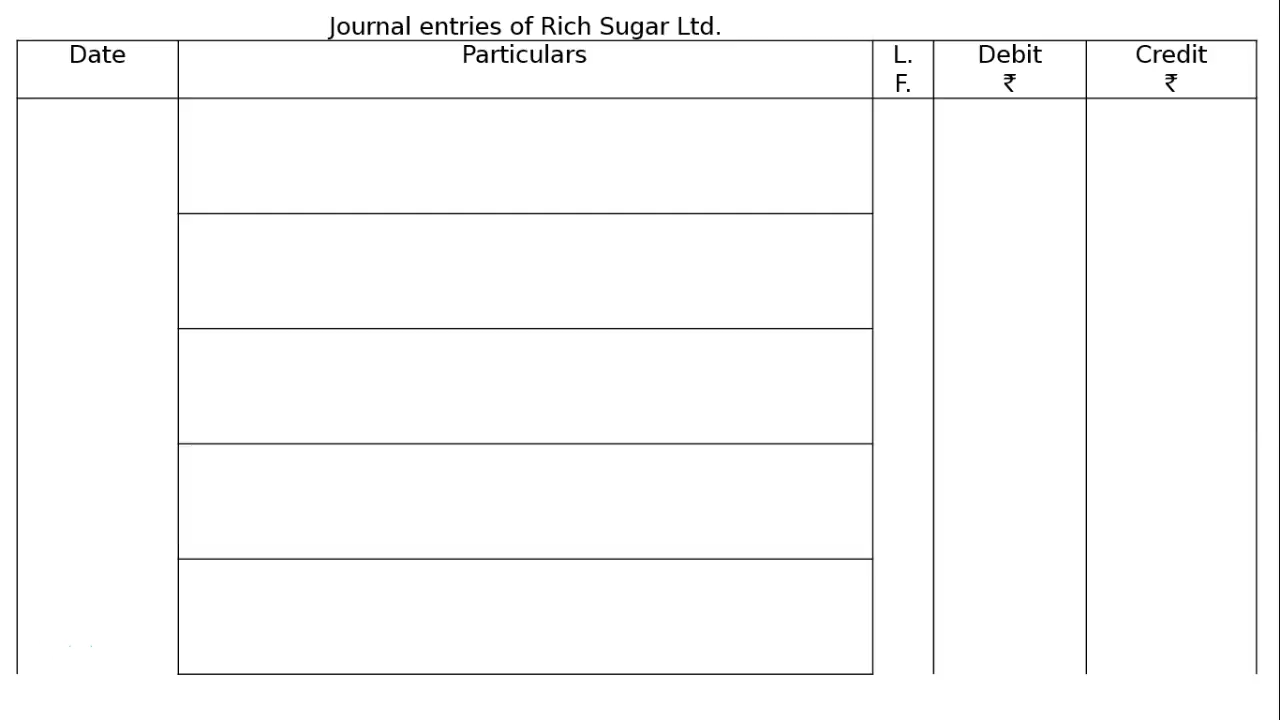 Journal entries of Rich Sugar Ltd.
Date Particulars L. Debit Credit
F. ₹ ₹